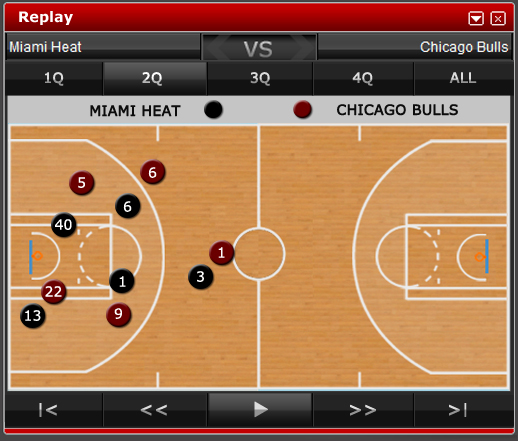 Replay
Miami Heat VS Chicago Bulls
1Q 2Q 3Q 4Q ALL
MIAMI HEAT CHICAGO BULLS
6
5
6
40
1
3
1
22
13
9
|< << >> >|